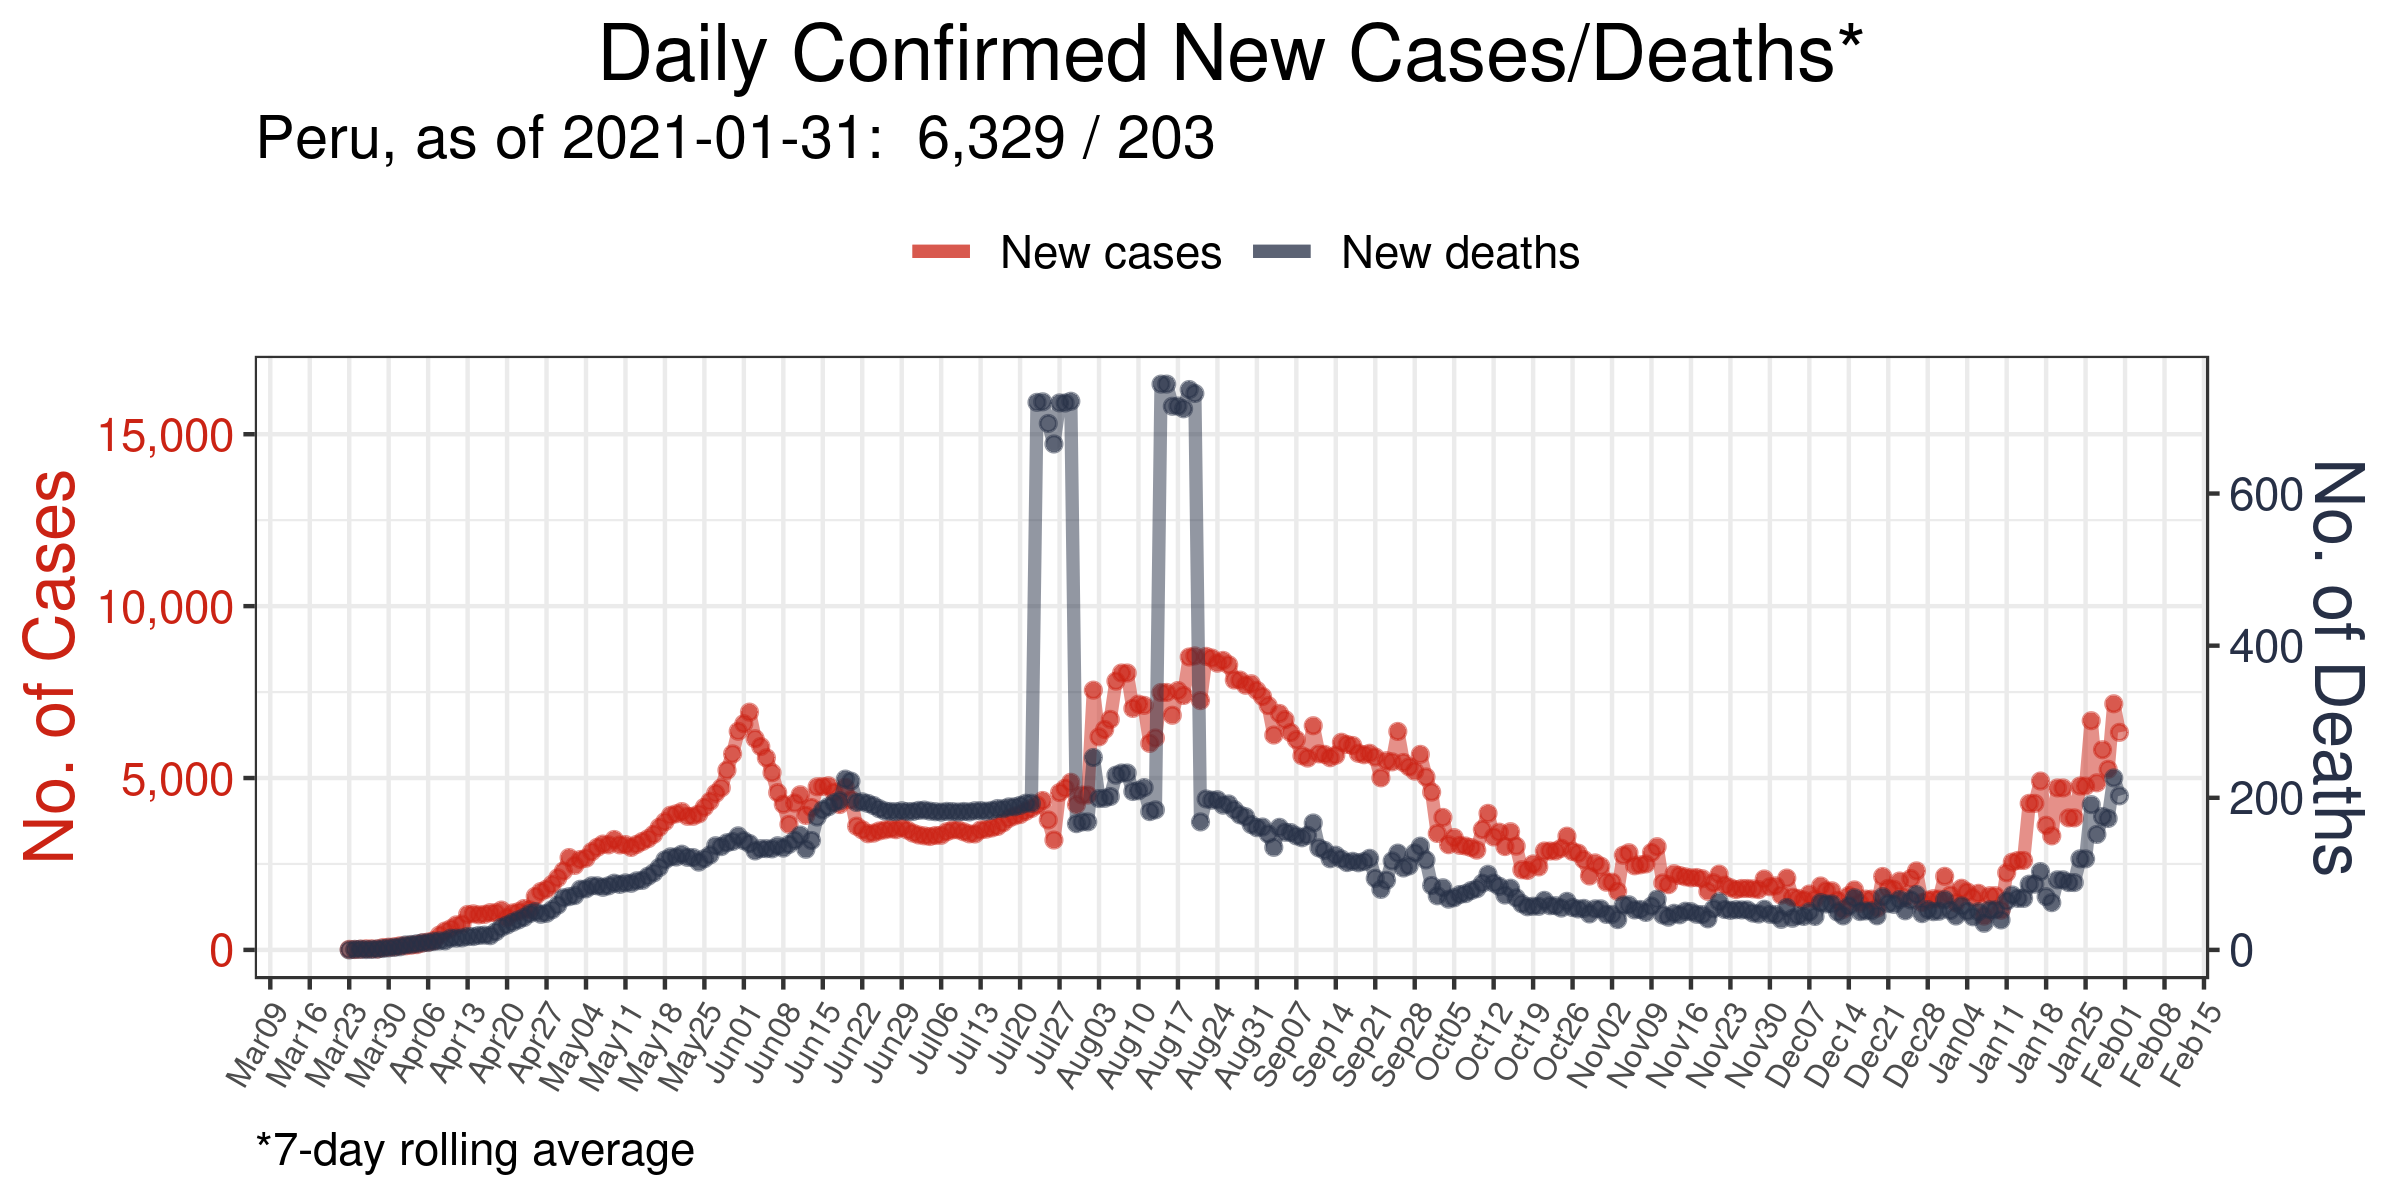 Daily Confirmed New Cases/Deaths*
Peru, as of 2021-01-31:  6,329 / 203
New cases
New deaths
No. of Cases
15,000
10,000
5,000
0
600
400
200
0
No. of Deaths
Mar09
Mar16
Mar23
Mar30
Apr06
Apr13
Apr20
Apr27
May04
May11
May18
May25
Jun01
Jun08
Jun15
Jun22
Jun29
Jul06
Jul13
Jul20
Jul27
Aug03
Aug10
Aug17
Aug24
Aug31
Sep07
Sep14
Sep21
Sep28
Oct05
Oct12
Oct19
Oct26
Nov02
Nov09
Nov16
Nov23
Nov30
Dec07
Dec14
Dec21
Dec28
Jan04
Jan11
Jan18
Jan25
Feb01
Feb08
Feb15
*7-day rolling average